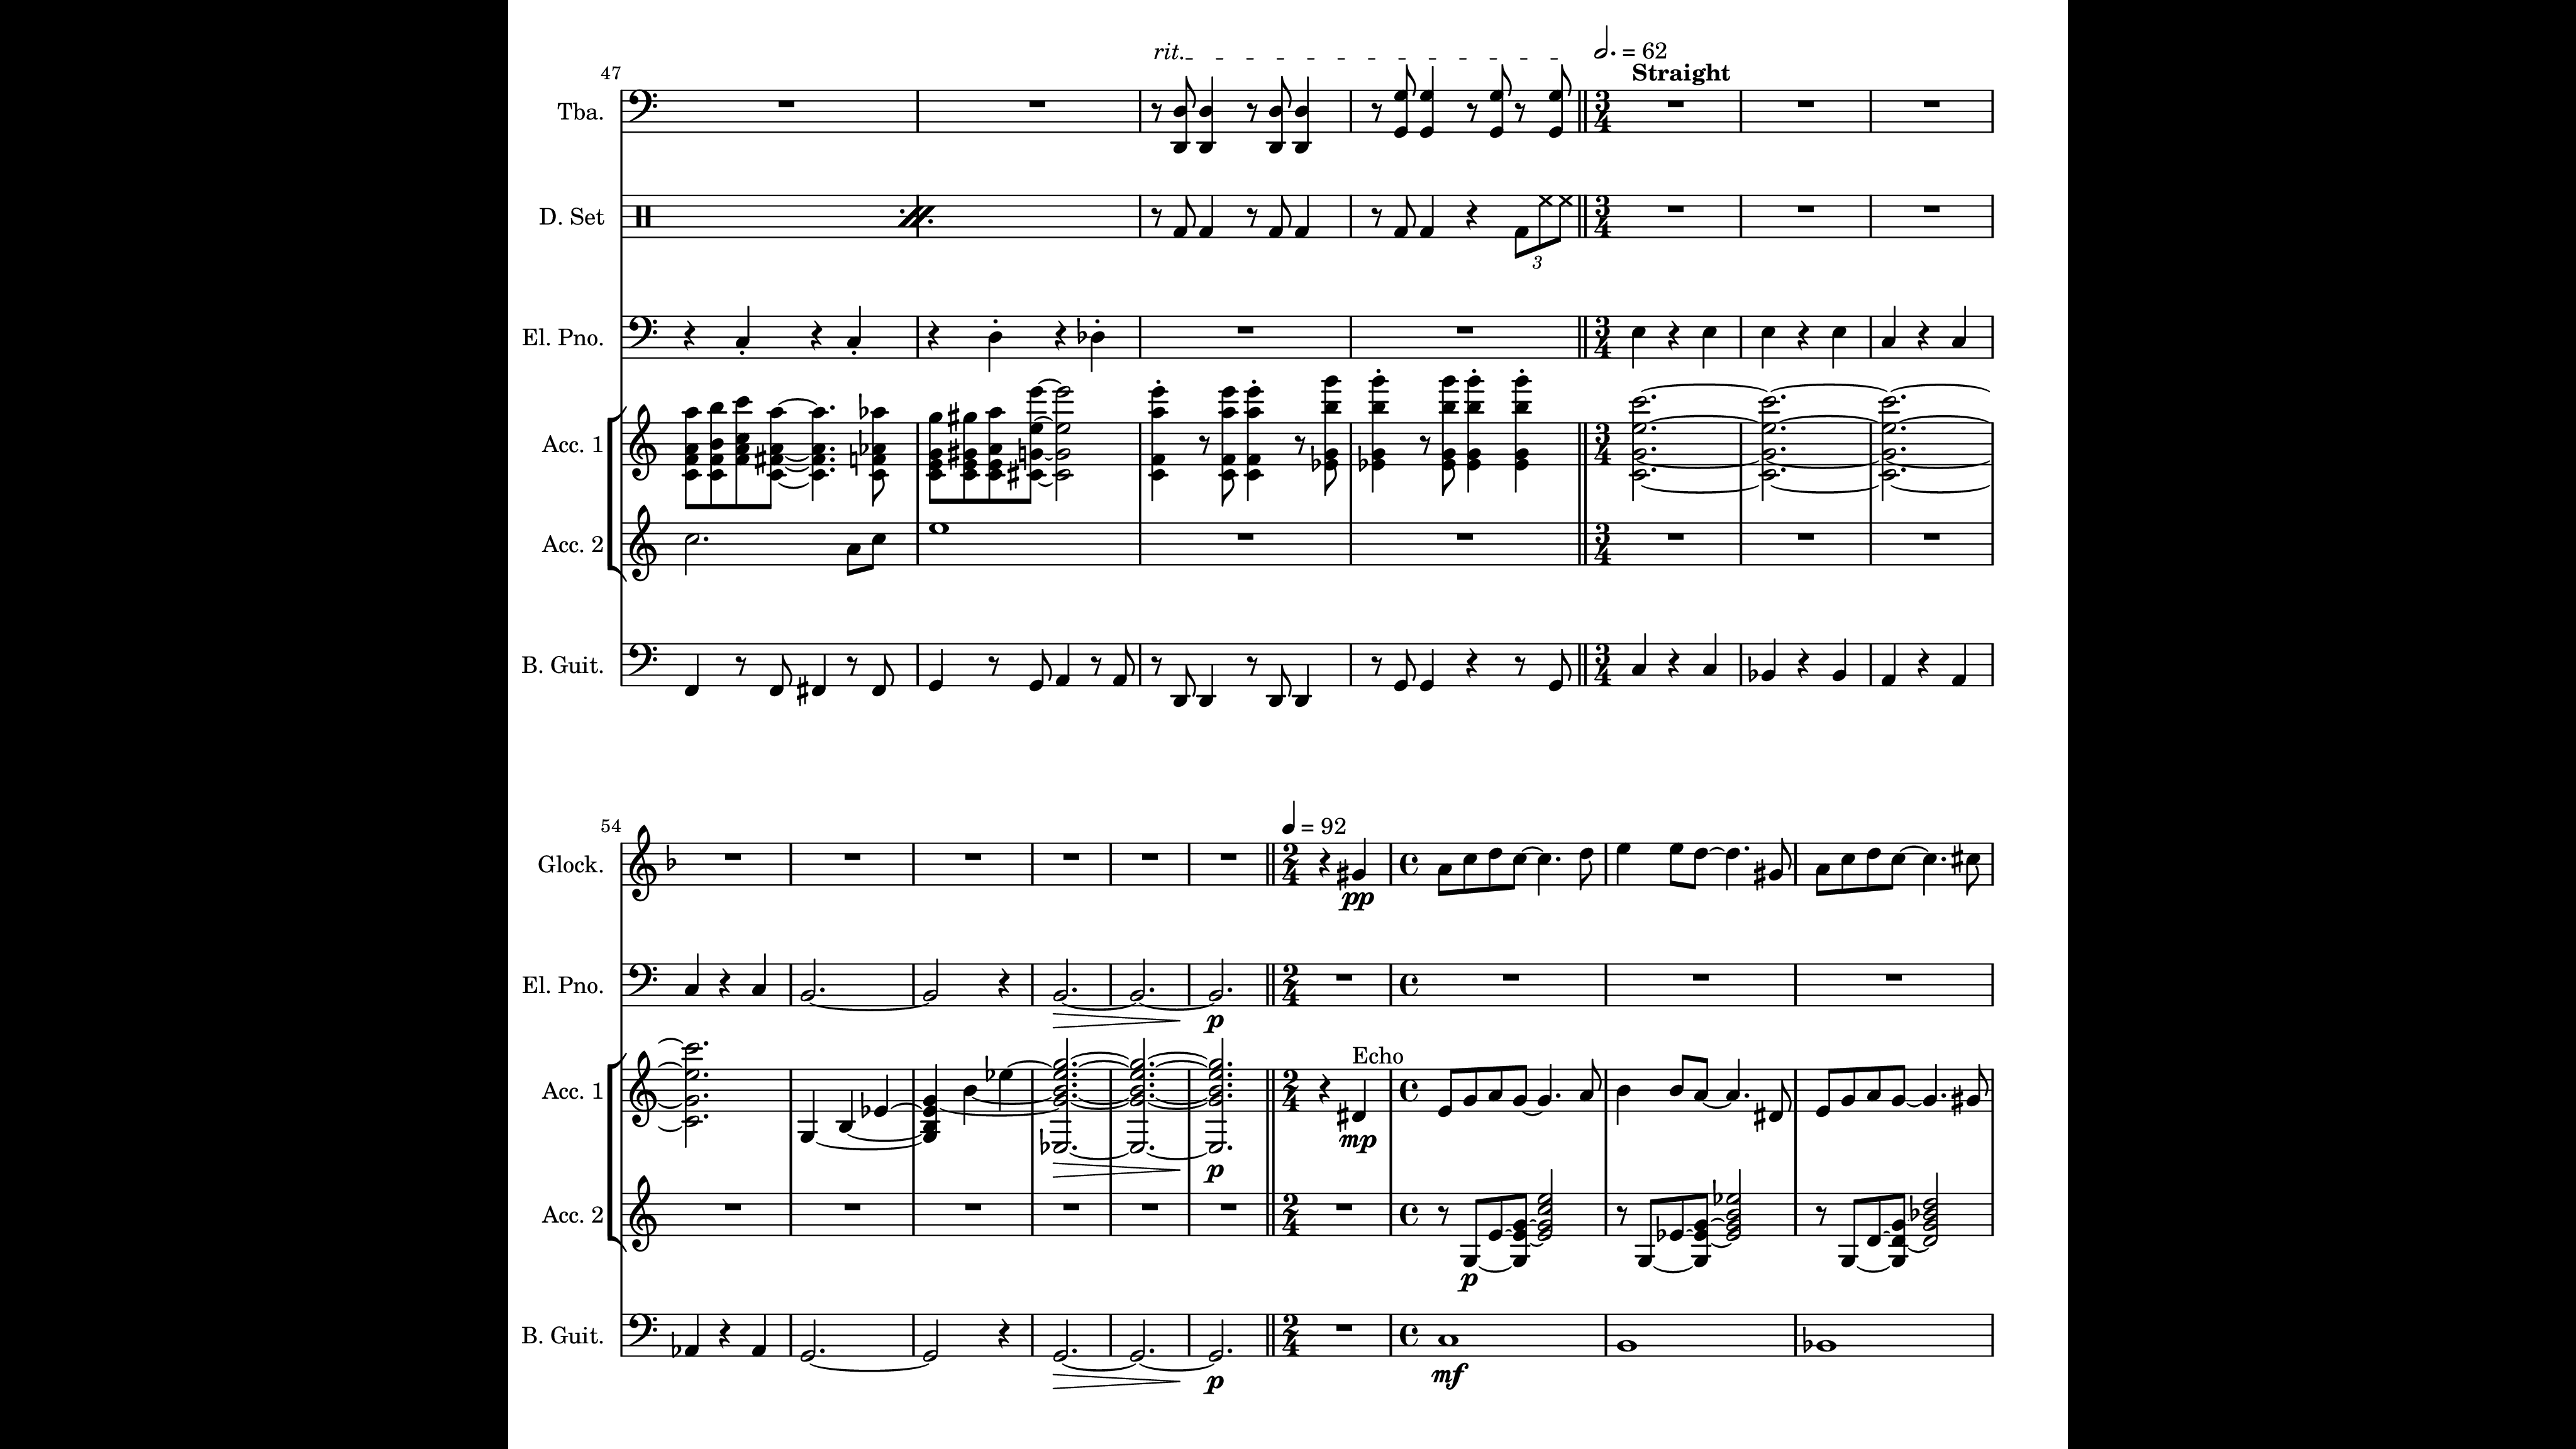 rit.
𝅗𝅥. = 62
47
Straight
Tba.
D. Set
3
El. Pno.
Acc. 1
Acc. 2
B. Guit.
♩ = 92
54
Glock.
pp
El. Pno.
p
Echo
Acc. 1
mp
p
Acc. 2
p
B. Guit.
mf
p